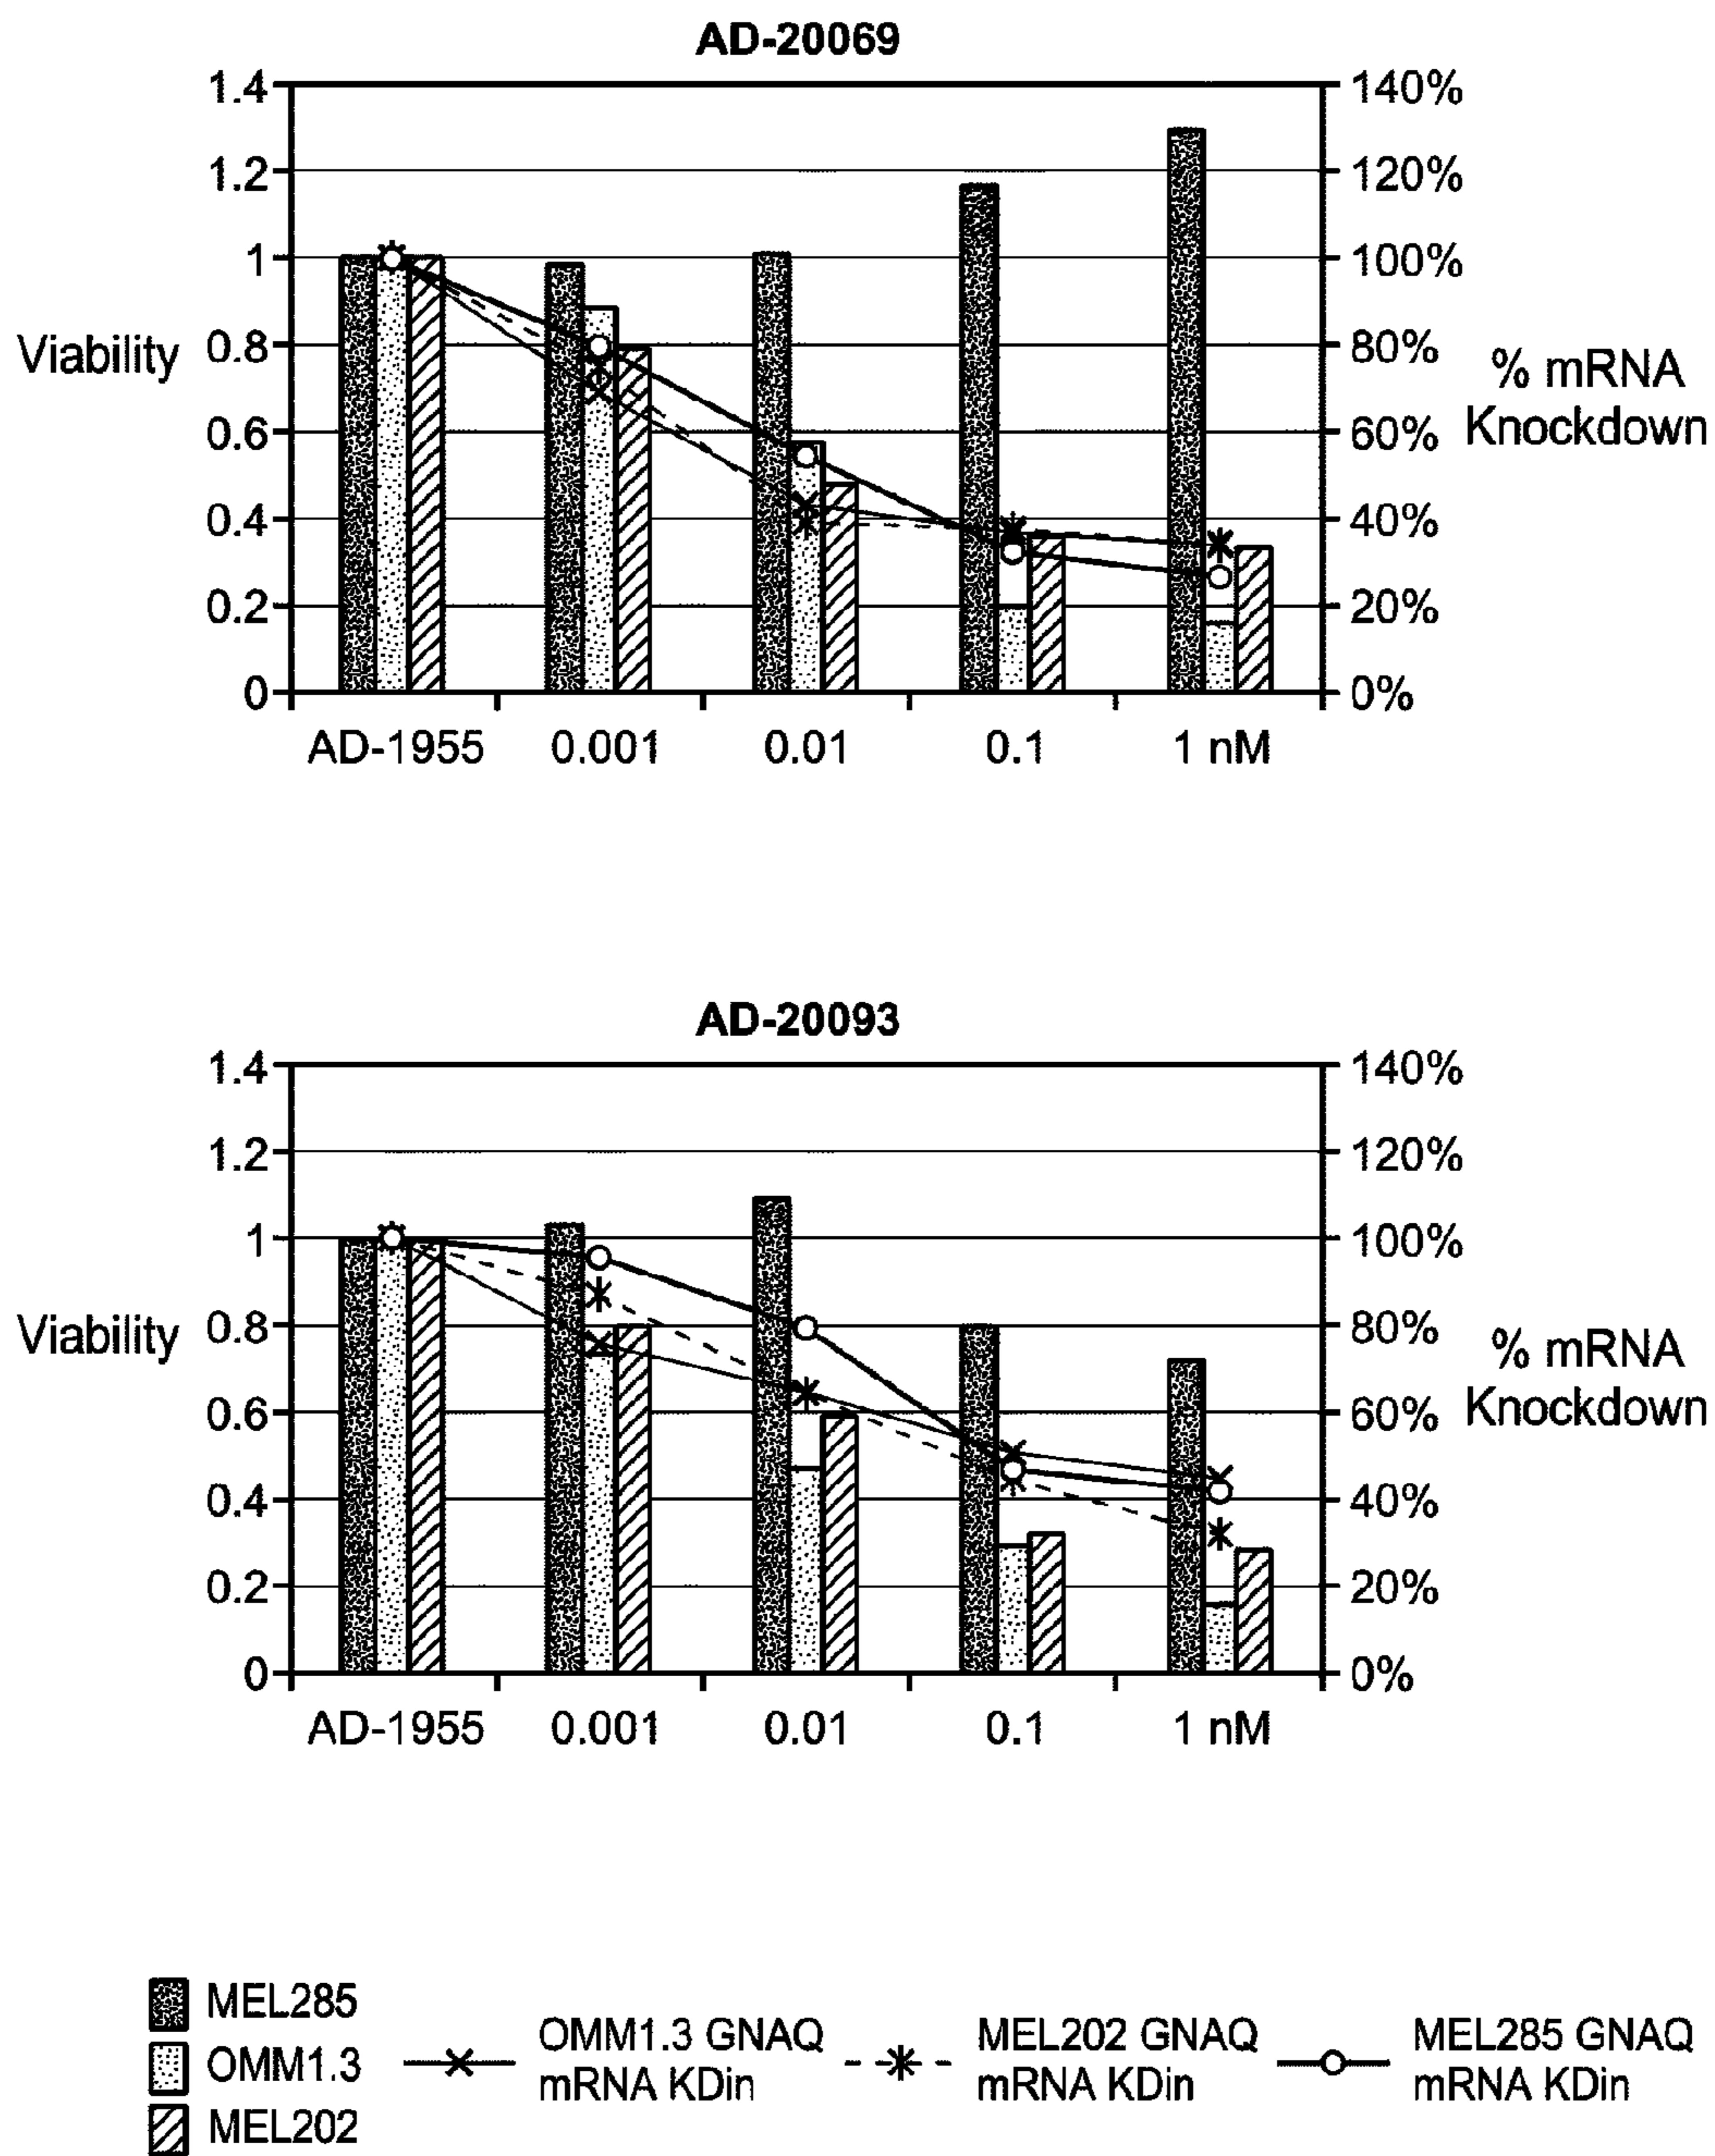 AD-20069
1.4
1.2
1
0.8
0.6
0.4
0.2
0
Viability
140%
120%
100%
80%
60%
40%
20%
0%
% mRNA
Knockdown
AD-1955 0.001 0.01 0.1 1 nM
AD-20093
1.4
1.2
1
0.8
0.6
0.4
0.2
0
Viability
140%
120%
100%
80%
60%
40%
20%
0%
% mRNA
Knockdown
AD-1955 0.001 0.01 0.1 1 nM
MEL285
OMM1.3
MEL202
OMM1.3 GNAQ
mRNA KDin
MEL202 GNAQ
mRNA KDin
MEL285 GNAQ
mRNA KDin